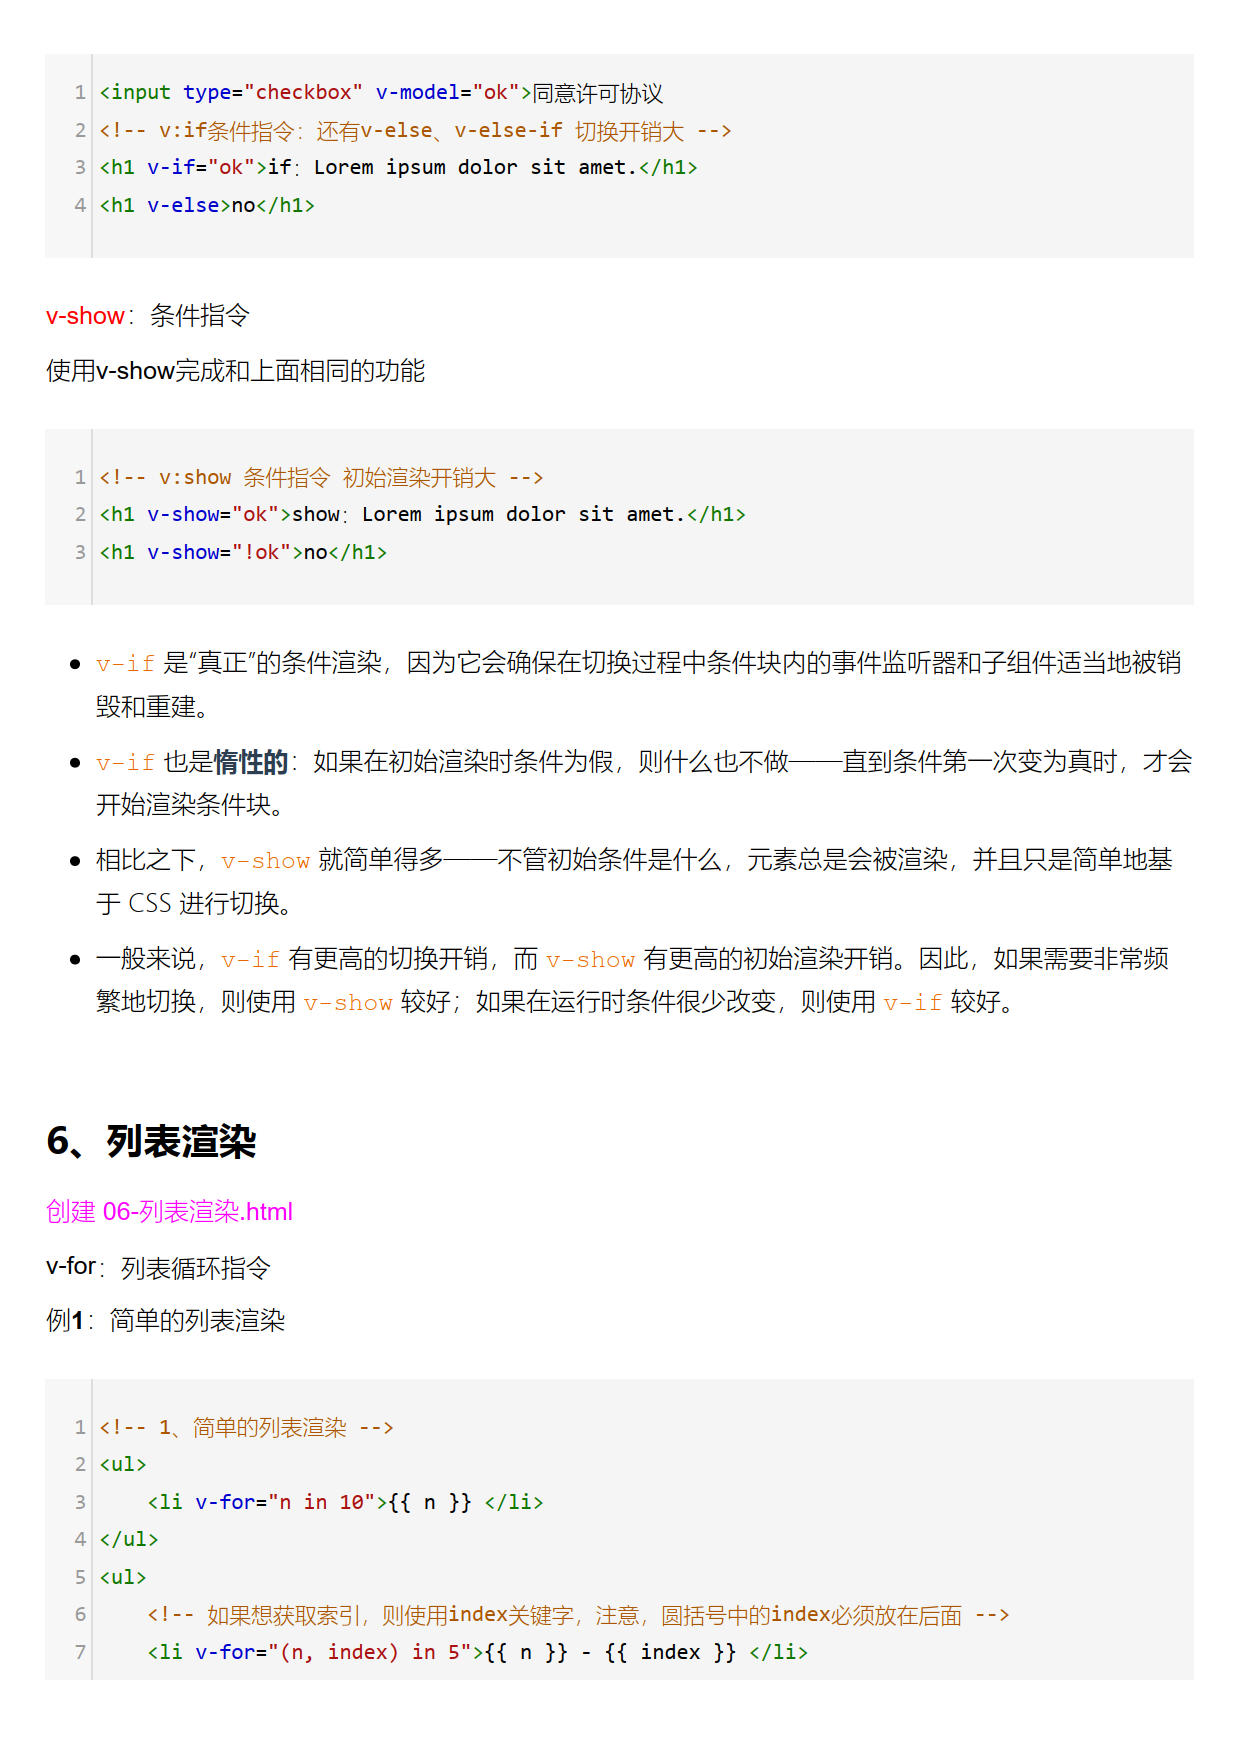 1 <input type="checkbox" v-model="ok">同意许可协议
2 <!-- v:if条件指令：还有v-else、v-else-if 切换开销大 -->
3 <h1 v-if="ok">if：Lorem ipsum dolor sit amet.</h1>
4 <h1 v-else>no</h1>
v-show：条件指令
使用v-show完成和上面相同的功能
1 <!-- v:show 条件指令 初始渲染开销大 -->
2 <h1 v-show="ok">show：Lorem ipsum dolor sit amet.</h1>
3 <h1 v-show="!ok">no</h1>
• v-if 是“真正”的条件渲染，因为它会确保在切换过程中条件块内的事件监听器和子组件适当地被销
毁和重建。
• v-if 也是惰性的：如果在初始渲染时条件为假，则什么也不做——直到条件第一次变为真时，才会
开始渲染条件块。
• 相比之下，v-show 就简单得多——不管初始条件是什么，元素总是会被渲染，并且只是简单地基
于 CSS 进行切换。
• 一般来说，v-if 有更高的切换开销，而 v-show 有更高的初始渲染开销。因此，如果需要非常频
繁地切换，则使用 v-show 较好；如果在运行时条件很少改变，则使用 v-if 较好。
6、列表渲染
创建 06-列表渲染.html
v-for：列表循环指令
例1：简单的列表渲染
1 <!-- 1、简单的列表渲染 -->
2 <ul>
3     <li v-for="n in 10">{{ n }} </li>
4 </ul>
5 <ul>
6     <!-- 如果想获取索引，则使用index关键字，注意，圆括号中的index必须放在后面 -->
7     <li v-for="(n, index) in 5">{{ n }} - {{ index }} </li>